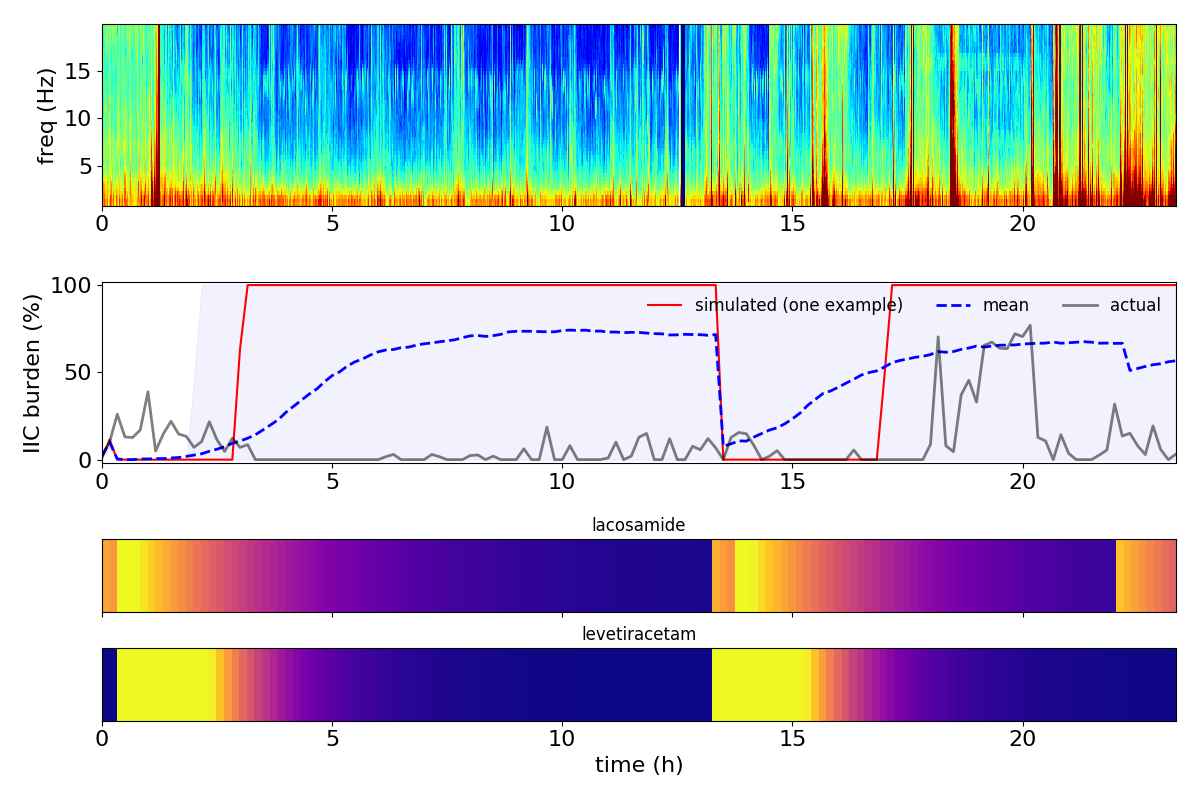 freq (Hz)
15
10
5
0 5 10 15 20
IIC burden (%)
100
50
0
simulated (one example) mean actual
0 5 10 15 20
lacosamide
levetiracetam
0 5 10 15 20
time (h)